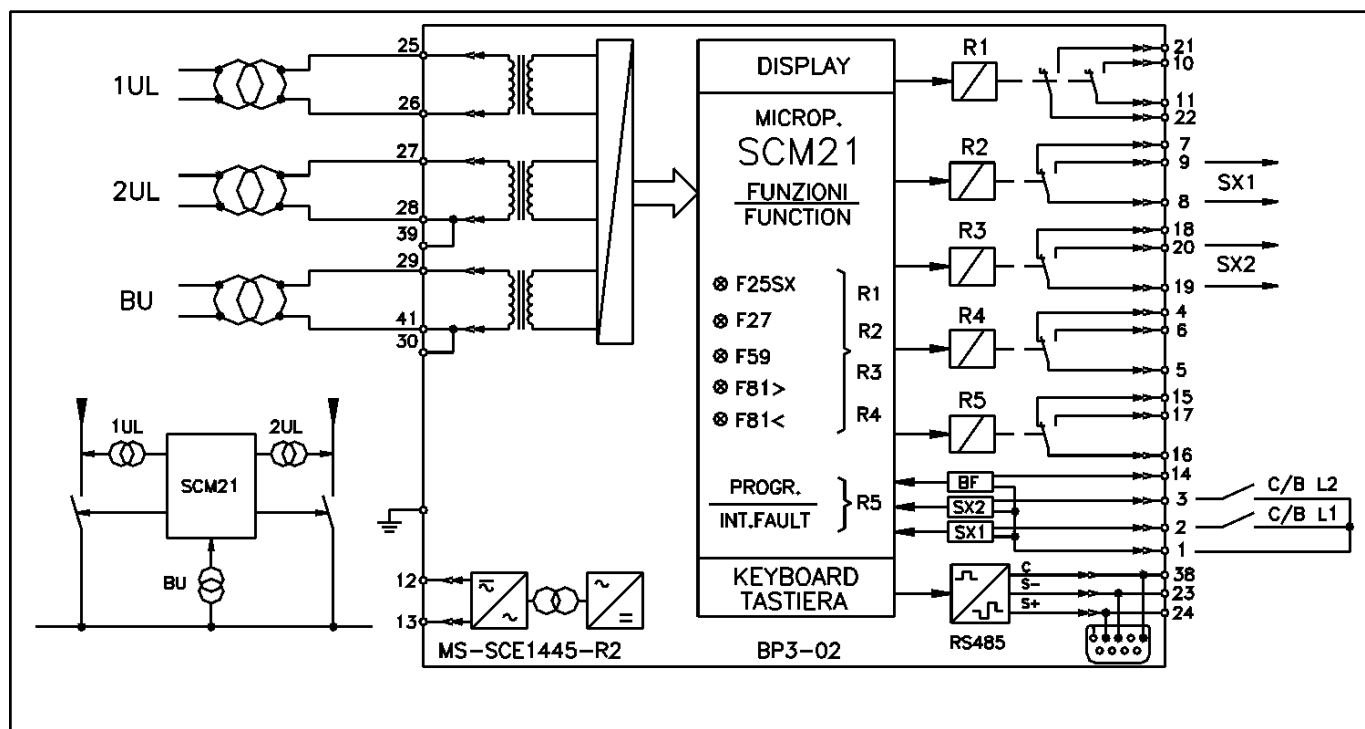 1UL
2UL
BU
25
26
27
28
39
29
41
30
12
13
1UL
2UL
SCM21
BU
MS-SCE1445-R2
DISPLAY
MICROP.
SCM21
FUNZIONI
FUNCTION
F25SX
F27
F59
F81>
F81<
R1
R2
R3
R4
PROGR.
INT.FAULT
R5
KEYBOARD
TASTIERA
BP3-02
R1
21
10
11
22
R2
7
9
8
SX1
R3
18
20
19
SX2
R4
4
6
5
R5
15
17
16
BF
14
SX2
3
C/B L2
SX1
2
C/B L1
1
C
38
S-
23
S+
24
RS485